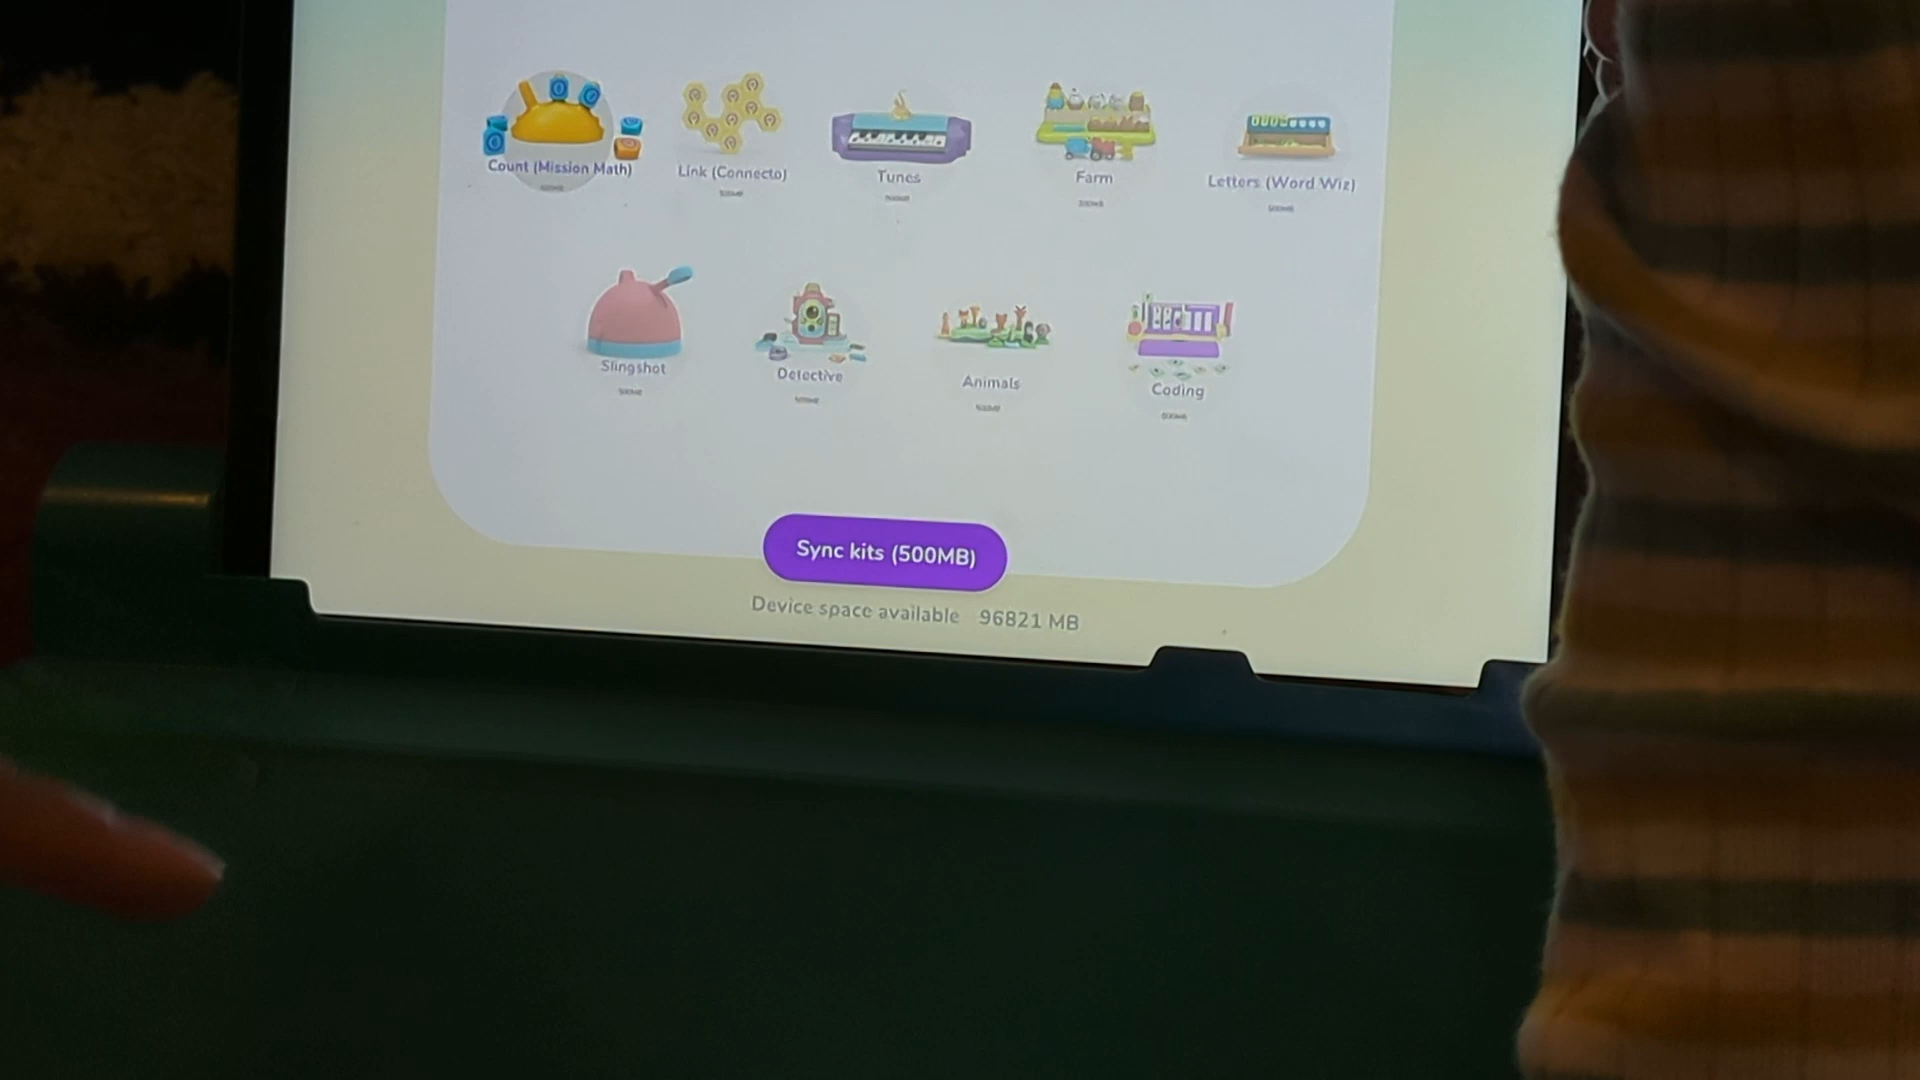 Count (Mission Math)
Link (Connecto)
Tunes
Farm
Letters (Word Wiz)
Slingshot
Detective
Animals
Coding
Sync kits (500MB)
Device space available 96821 MB